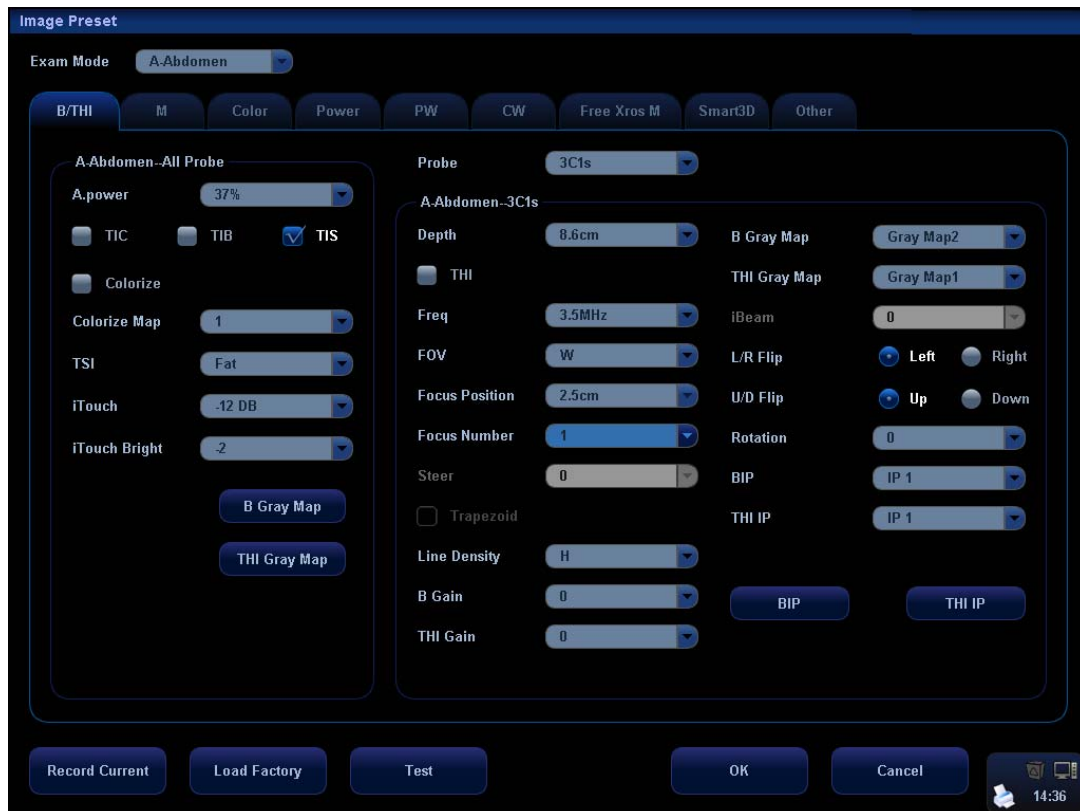 Image Preset
Exam Mode A-Abdomen
B/THI M Color Power PW CW Free Xros M Smart3D Other
A-Abdomen--All Probe
A.power 37%
TIC TIB TIS
Colorize
Colorize Map 1
TSI Fat
iTouch -12 DB
iTouch Bright -2
B Gray Map
THI Gray Map
Probe 3C1s
A-Abdomen--3C1s
Depth 8.6cm
THI
Freq 3.5MHz
FOV W
Focus Position 2.5cm
Focus Number 1
Steer 0
Trapezoid
Line Density H
B Gain 0
THI Gain 0
B Gray Map Gray Map2
THI Gray Map Gray Map1
iBeam 0
L/R Flip Left Right
U/D Flip Up Down
Rotation 0
BIP IP 1
THI IP IP 1
BIP THI IP
Record Current Load Factory Test OK Cancel
14:36